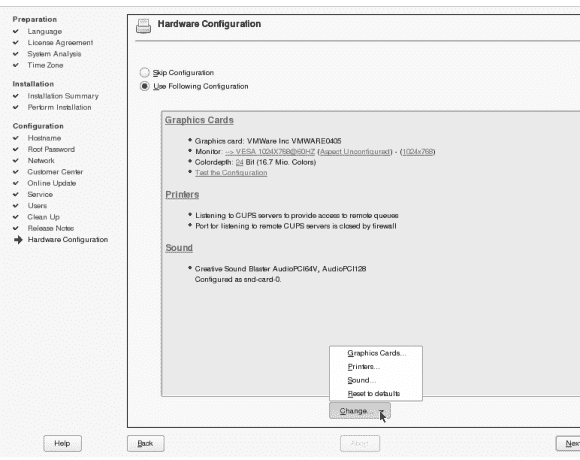 Preparation
Language
License Agreement
System Analysis
Time Zone
Installation
Installation Summary
Perform Installation
Configuration
Hostname
Root Password
Network
Customer Center
Online Update
Service
Users
Clean Up
Release Notes
Hardware Configuration
Hardware Configuration
Skip Configuration
Use Following Configuration
Graphics Cards
Graphics card: VMWare Inc VMWARE0405
Monitor: --> VESA 1024X768@60HZ (Aspect Unconfigured) - (1024x768)
Colordepth: 24 Bit (16.7 Mio. Colors)
Test the Configuration
Printers
Listening to CUPS servers to provide access to remote queues
Port for listening to remote CUPS servers is closed by firewall
Sound
Creative Sound Blaster AudioPCI64V, AudioPCI128
Configured as snd-card-0.
Graphics Cards...
Printers...
Sound...
Reset to defaults
Change...
Help
Back
Abort
Next